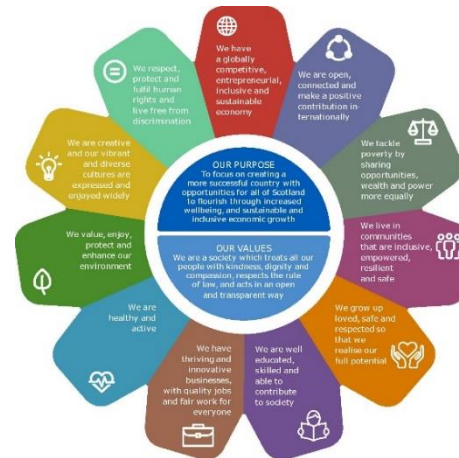 We have
a globally
competitive,
entrepreneurial,
inclusive and
sustainable
economy
We are open,
connected and
make a positive
contribution in-
ternationally
We tackle
poverty by
sharing
opportunities,
wealth and power
more equally
We live in
communities
that are inclusive,
empowered,
resilient
and safe
We grow up
loved, safe and
respected so
that we
realise our
full potential
We are well
educated,
skilled and
able to
contribute
to society
We have
thriving and
innovative
businesses,
with quality jobs
and fair work for
everyone
We are
healthy and
active
We value, enjoy,
protect and
enhance our
environment
We are creative
and our vibrant
and diverse
cultures are
expressed and
enjoyed widely
We respect,
protect and
fulfil human
rights and
live free from
discrimination
OUR PURPOSE
To focus on creating a
more successful country with
opportunities for all of Scotland
to flourish through increased
wellbeing, and sustainable and
inclusive economic growth
OUR VALUES
We are a society which treats all our
people with kindness, dignity and
compassion, respects the rule
of law, and acts in an open
and transparent way